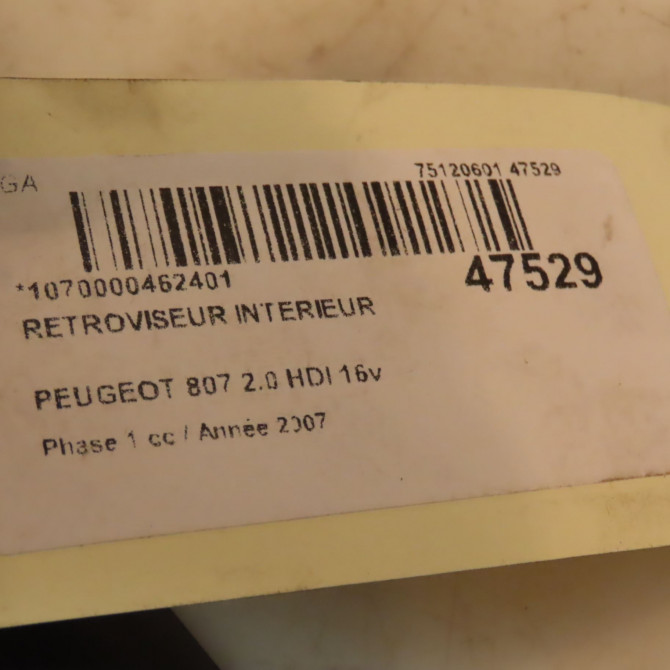 GA
75120601 47529
*1070000462401
47529
RETROVISEUR INTERIEUR
PEUGEOT 807 2.0 HDI 16v
Phase 1 cc / Année 2007